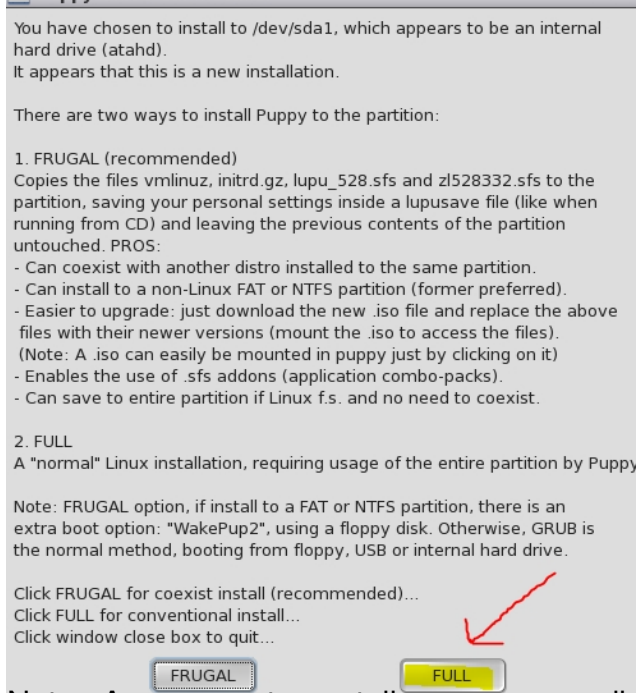 You have chosen to install to /dev/sda1, which appears to be an internal
hard drive (atahd).
It appears that this is a new installation.
There are two ways to install Puppy to the partition:
1. FRUGAL (recommended)
Copies the files vmlinuz, initrd.gz, lupu_528.sfs and zl528332.sfs to the
partition, saving your personal settings inside a lupusave file (like when
running from CD) and leaving the previous contents of the partition
untouched. PROS:
- Can coexist with another distro installed to the same partition.
- Can install to a non-Linux FAT or NTFS partition (former preferred).
- Easier to upgrade: just download the new .iso file and replace the above
files with their newer versions (mount the .iso to access the files).
(Note: A .iso can easily be mounted in puppy just by clicking on it)
- Enables the use of .sfs addons (application combo-packs).
- Can save to entire partition if Linux f.s. and no need to coexist.
2. FULL
A "normal" Linux installation, requiring usage of the entire partition by Puppy
Note: FRUGAL option, if install to a FAT or NTFS partition, there is an
extra boot option: "WakePup2", using a floppy disk. Otherwise, GRUB is
the normal method, booting from floppy, USB or internal hard drive.
Click FRUGAL for coexist install (recommended)...
Click FULL for conventional install...
Click window close box to quit...
FRUGAL FULL